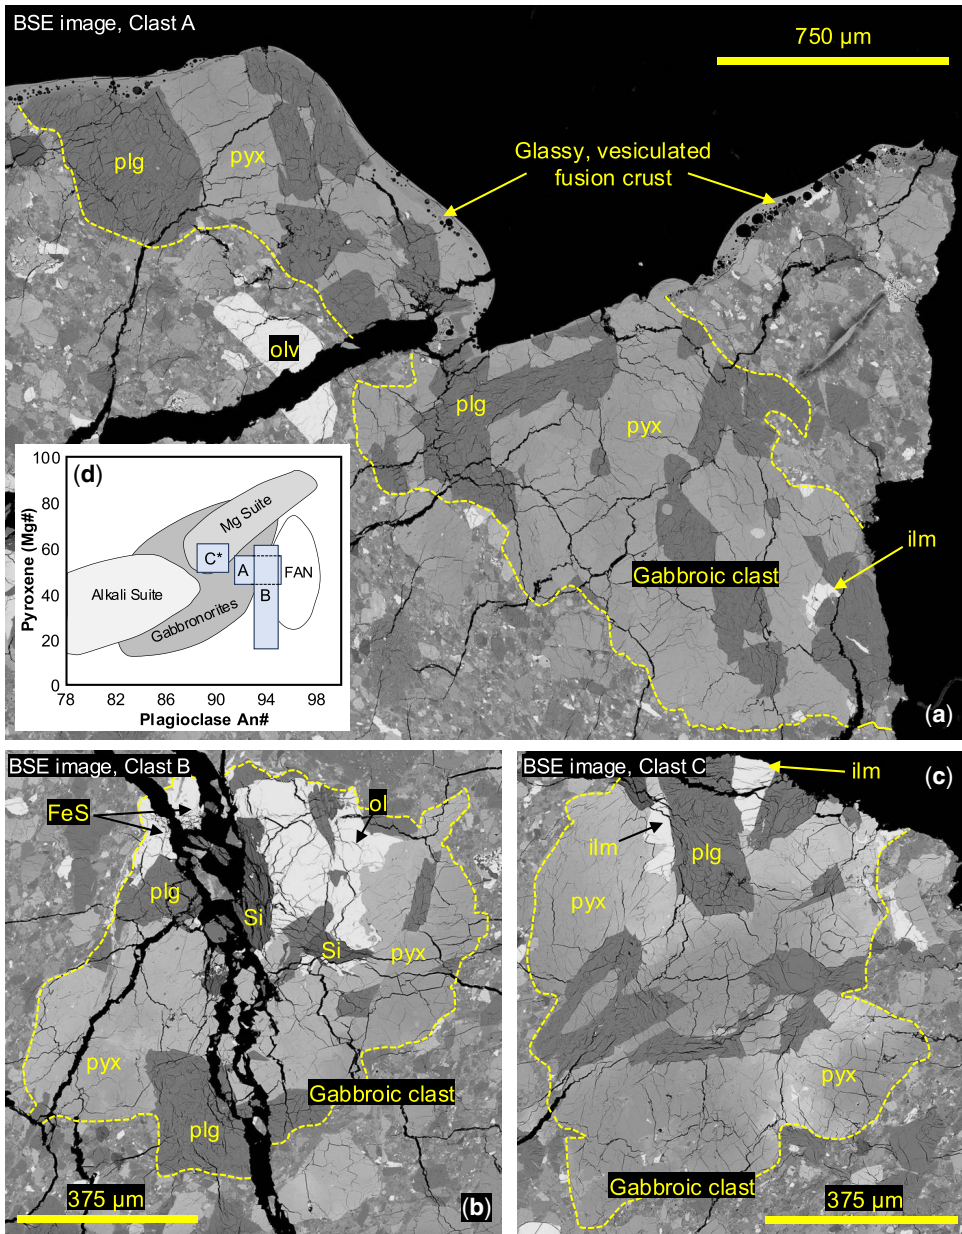 BSE image, Clast A
750 µm
plg
pyx
Glassy, vesiculated
fusion crust
olv
plg
pyx
ilm
Gabbroic clast
(a)
(d)
100
80
60
40
20
0
78
82
86
90
94
98
Pyroxene (Mg#)
Plagioclase An#
Mg Suite
C*
A
B
FAN
Alkali Suite
Gabbronorites
BSE image, Clast B
FeS
ol
plg
Si
Si
pyx
pyx
Gabbroic clast
plg
375 µm
(b)
BSE image, Clast C
ilm
(c)
ilm
plg
pyx
pyx
Gabbroic clast
375 µm